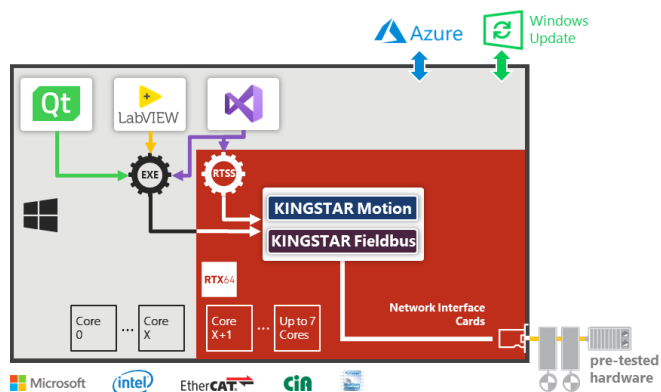 Azure
Windows
Update
Qt
LabVIEW
EXE
RTSS
KINGSTAR Motion
KINGSTAR Fieldbus
RTX64
Core
0
...
Core
X
Core
X+1
...
Up to 7
Cores
Network Interface
Cards
pre-tested
hardware
Microsoft
intel
EtherCAT
CiA